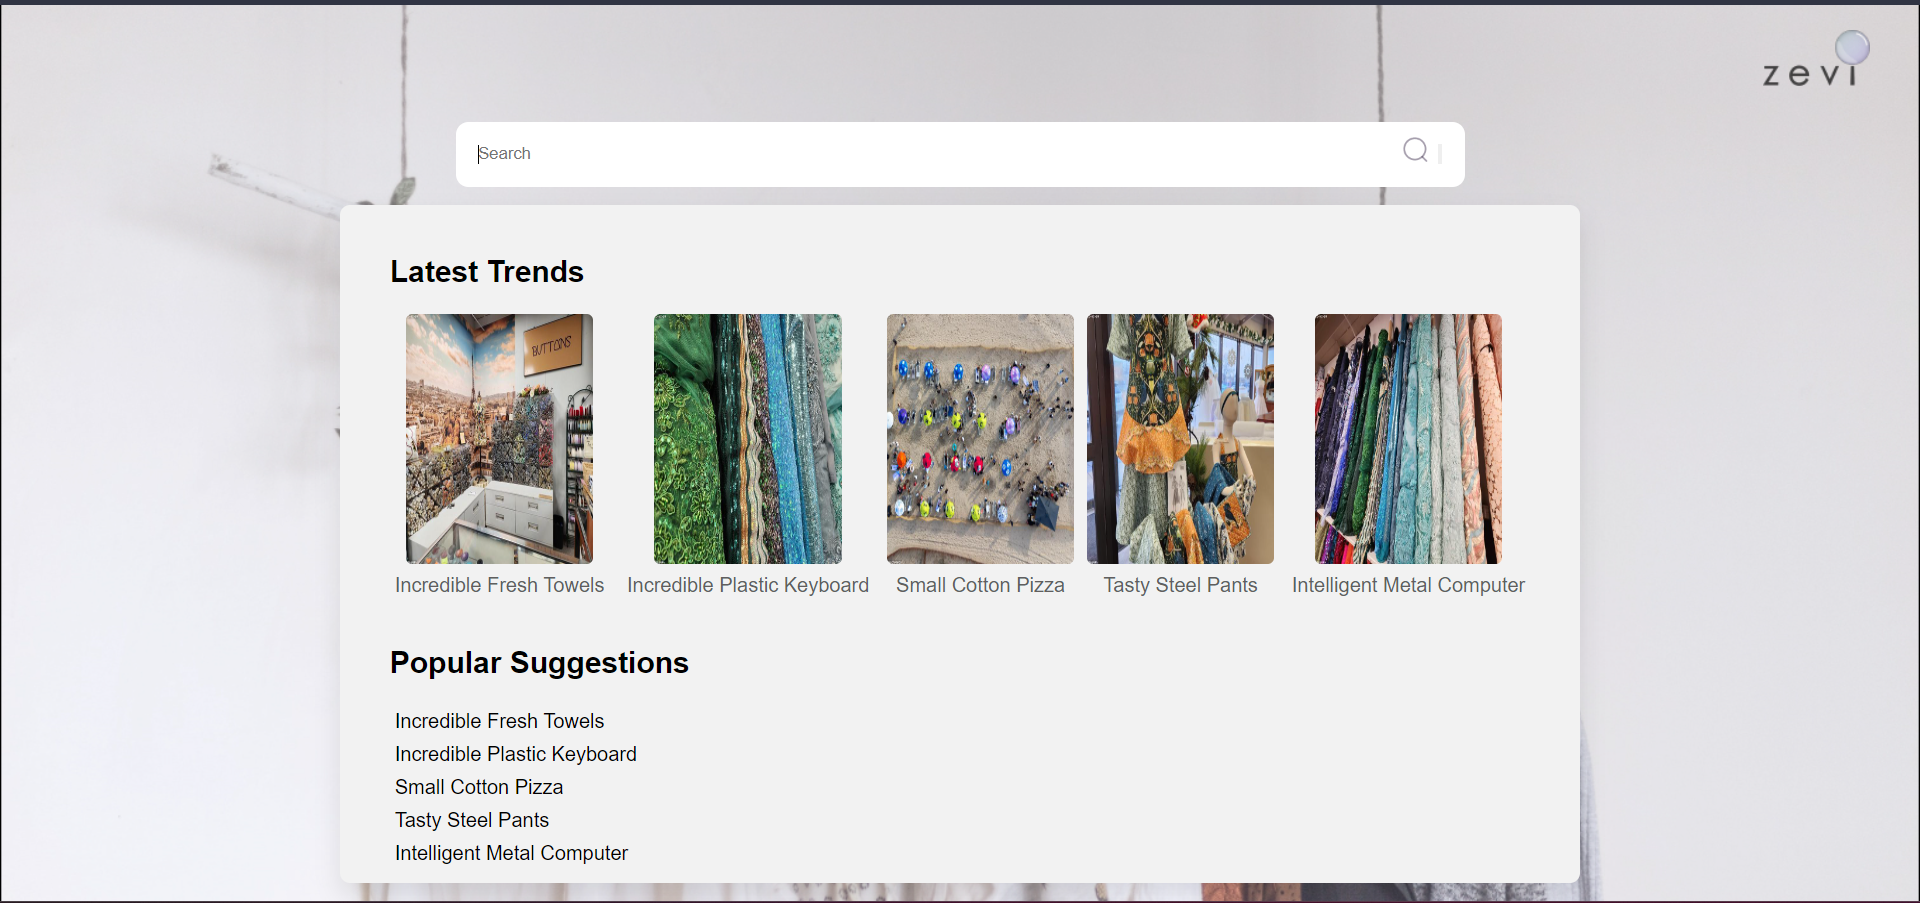 zevi
Search
Latest Trends
BUTTONS
Incredible Fresh Towels
Incredible Plastic Keyboard
Small Cotton Pizza
Tasty Steel Pants
Intelligent Metal Computer
Popular Suggestions
Incredible Fresh Towels
Incredible Plastic Keyboard
Small Cotton Pizza
Tasty Steel Pants
Intelligent Metal Computer